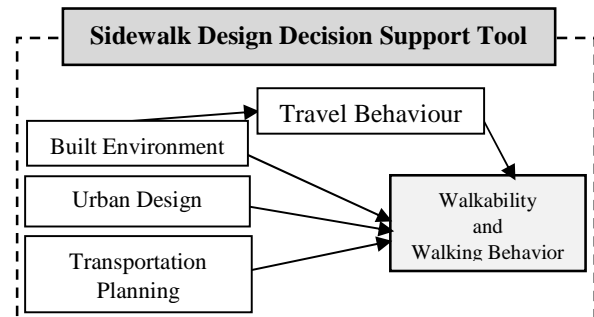 Sidewalk Design Decision Support Tool
Travel Behaviour
Built Environment
Urban Design
Transportation
Planning
Walkability
and
Walking Behavior